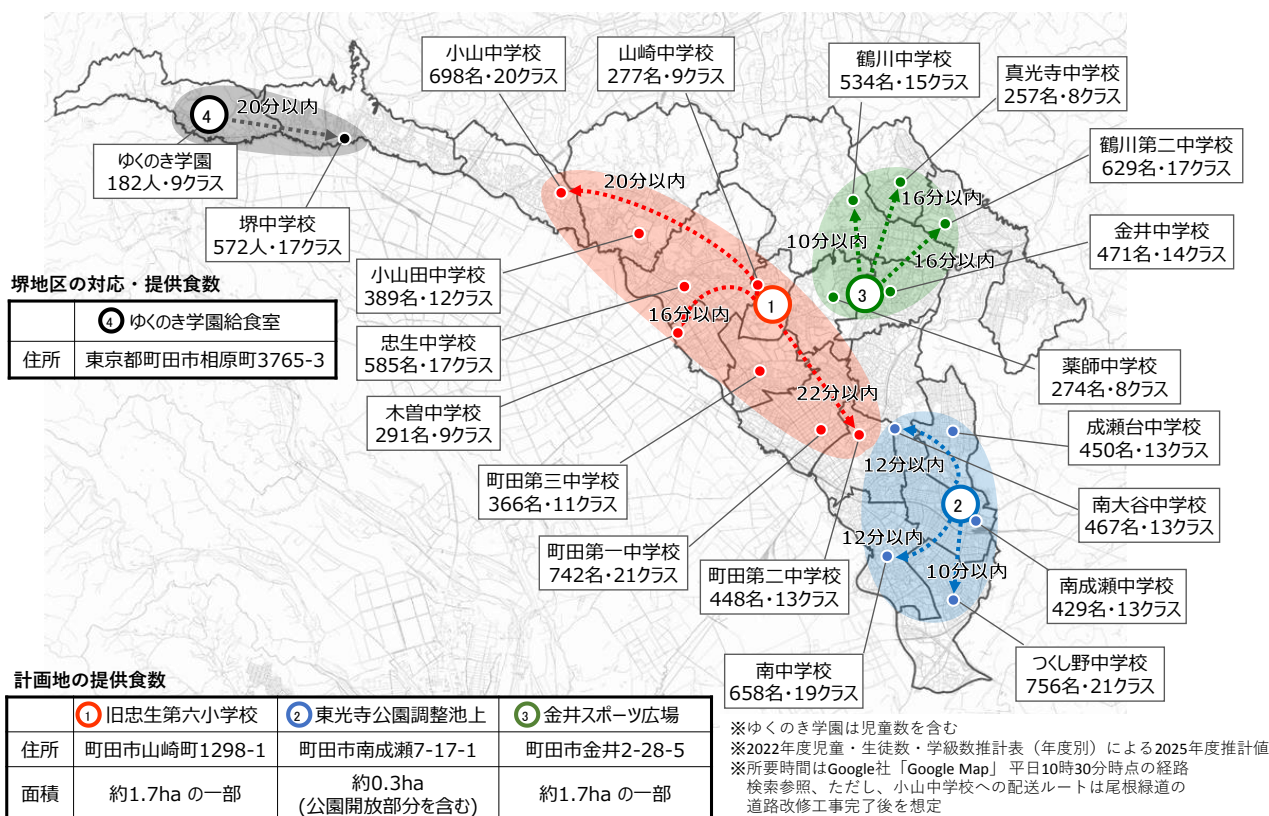 小山中学校
698名・20クラス
山崎中学校
277名・9クラス
鶴川中学校
534名・15クラス
真光寺中学校
257名・8クラス
鶴川第二中学校
629名・17クラス
金井中学校
471名・14クラス
薬師中学校
274名・8クラス
成瀬台中学校
450名・13クラス
南大谷中学校
467名・13クラス
南成瀬中学校
429名・13クラス
つくし野中学校
756名・21クラス
南中学校
658名・19クラス
町田第二中学校
448名・13クラス
町田第一中学校
742名・21クラス
町田第三中学校
366名・11クラス
木曽中学校
291名・9クラス
忠生中学校
585名・17クラス
小山田中学校
389名・12クラス
堺中学校
572人・17クラス
ゆくのき学園
182人・9クラス
4
20分以内
20分以内
16分以内
1
22分以内
10分以内
16分以内
16分以内
3
12分以内
2
12分以内
10分以内
堺地区の対応・提供食数
4 ゆくのき学園給食室
住所 東京都町田市相原町3765-3
計画地の提供食数
1 旧忠生第六小学校 2 東光寺公園調整池上 3 金井スポーツ広場
住所 町田市山崎町1298-1 町田市南成瀬7-17-1 町田市金井2-28-5
面積 約1.7ha の一部 約0.3ha 約1.7ha の一部
(公園開放部分を含む)
※ゆくのき学園は児童数を含む
※2022年度児童・生徒数・学級数推計表（年度別）による2025年度推計値
※所要時間はGoogle社「Google Map」 平日10時30分時点の経路
検索参照、ただし、小山中学校への配送ルートは尾根緑道の
道路改修工事完了後を想定